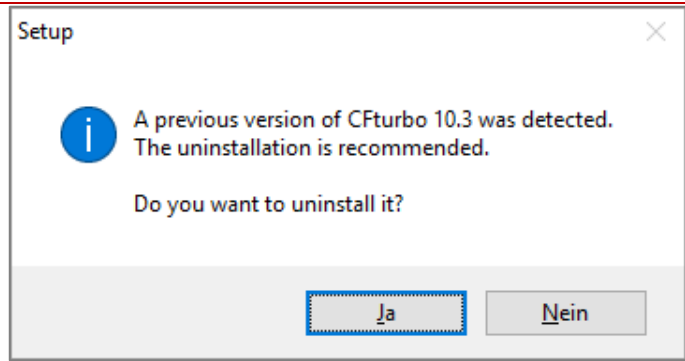 Setup
A previous version of CFturbo 10.3 was detected.
The uninstallation is recommended.
Do you want to uninstall it?
Ja
Nein